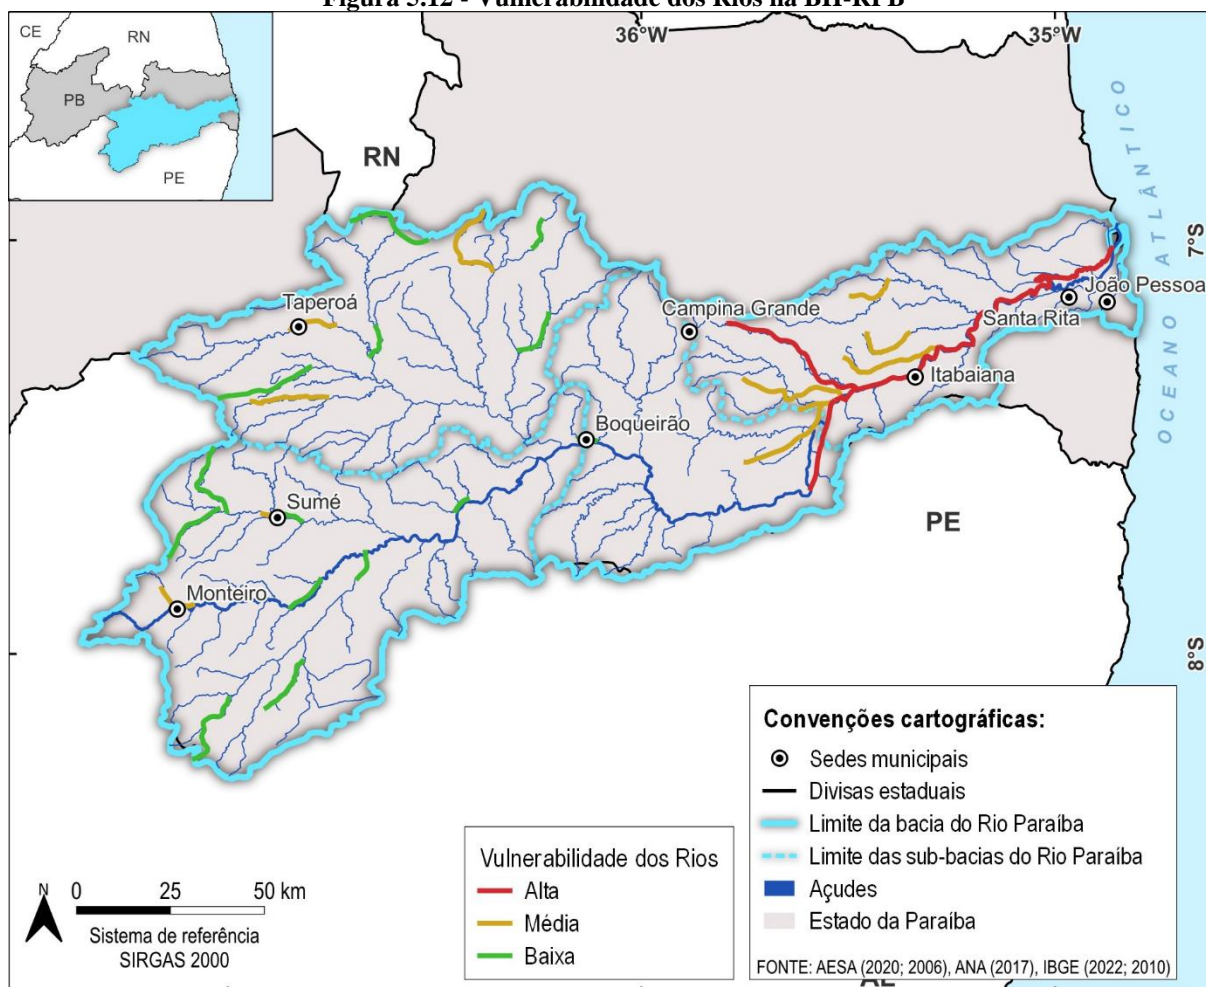 Figura 3.12 - Vulnerabilidade dos Rios na BH-RPB
36°W
35°W
CE
RN
PB
PE
RN
OCEANO ATLÂNTICO
7°S
Taperoá
Campina Grande
João Pessoa
Santa Rita
Itabaiana
Boqueirão
Sumé
PE
Monteiro
8°S
Convenções cartográficas:
Sedes municipais
Divisas estaduais
Limite da bacia do Rio Paraíba
Limite das sub-bacias do Rio Paraíba
Açudes
Estado da Paraíba
FONTE: AESA (2020; 2006), ANA (2017), IBGE (2022; 2010)
Vulnerabilidade dos Rios
Alta
Média
Baixa
N
0 25 50 km
Sistema de referência
SIRGAS 2000
AL